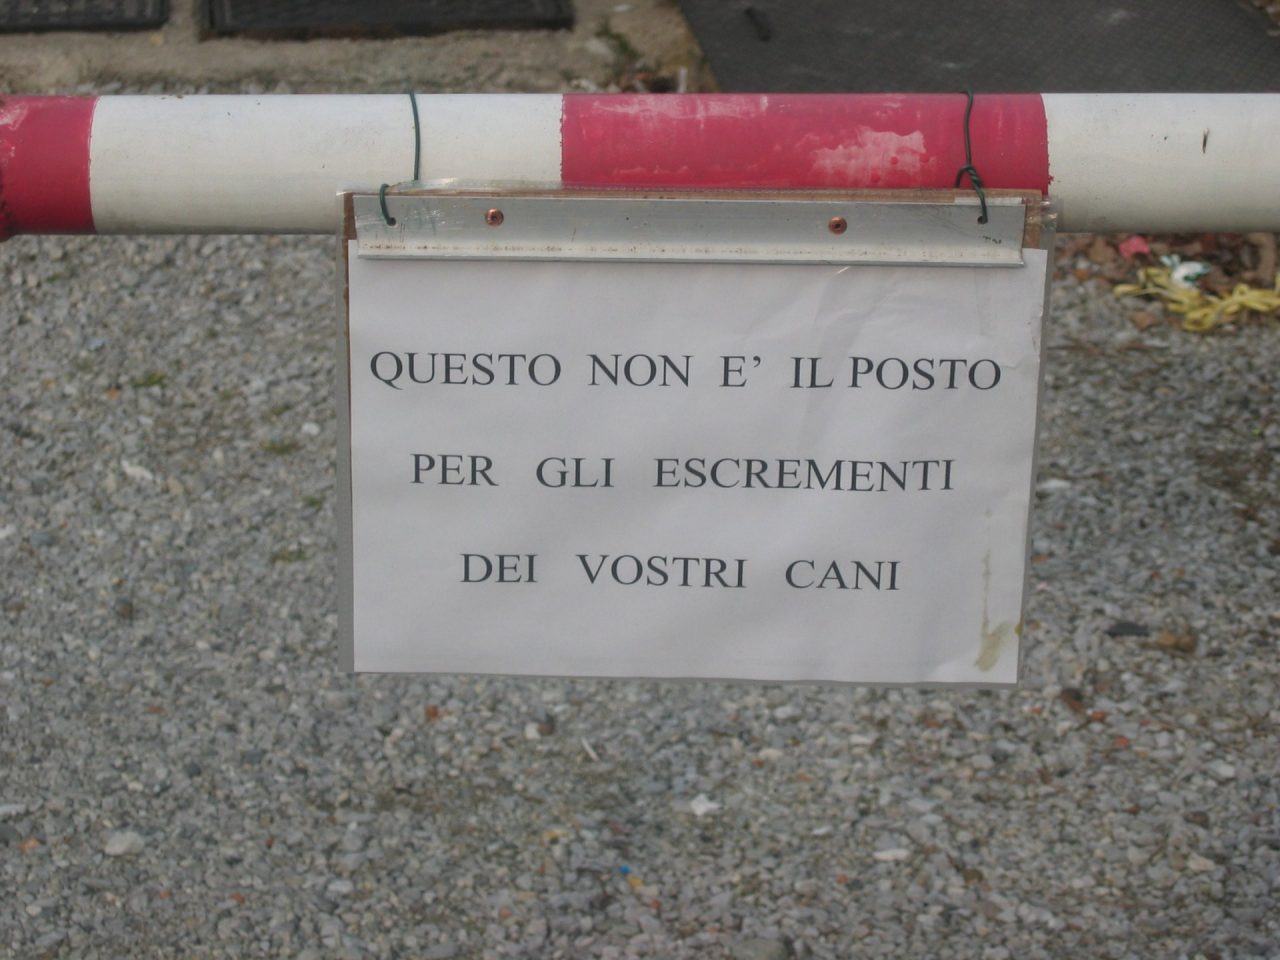 QUESTO NON E' IL POSTO
PER GLI ESCREMENTI
DEI VOSTRI CANI